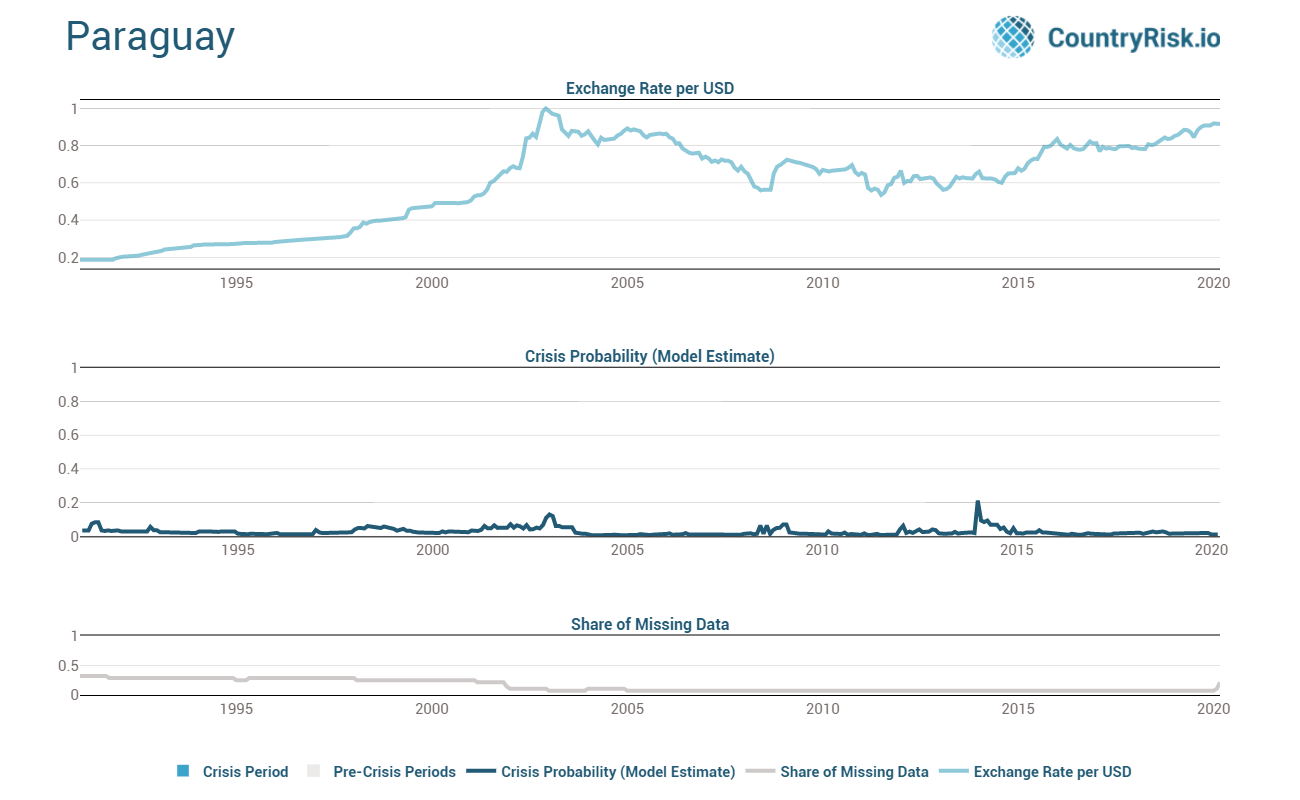 Paraguay
CountryRisk.io
Exchange Rate per USD
1
0.8
0.6
0.4
0.2
1995 2000 2005 2010 2015 2020
Crisis Probability (Model Estimate)
1
0.8
0.6
0.4
0.2
0
1995 2000 2005 2010 2015 2020
Share of Missing Data
1
0.5
0
1995 2000 2005 2010 2015 2020
Crisis Period Pre-Crisis Periods Crisis Probability (Model Estimate) Share of Missing Data Exchange Rate per USD